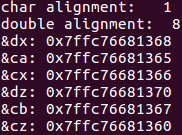 char alignment:   1
double alignment:  8
&dx: 0x7ffc76681368
&ca: 0x7ffc76681365
&cx: 0x7ffc76681366
&dz: 0x7ffc76681370
&cb: 0x7ffc76681367
&cz: 0x7ffc76681360